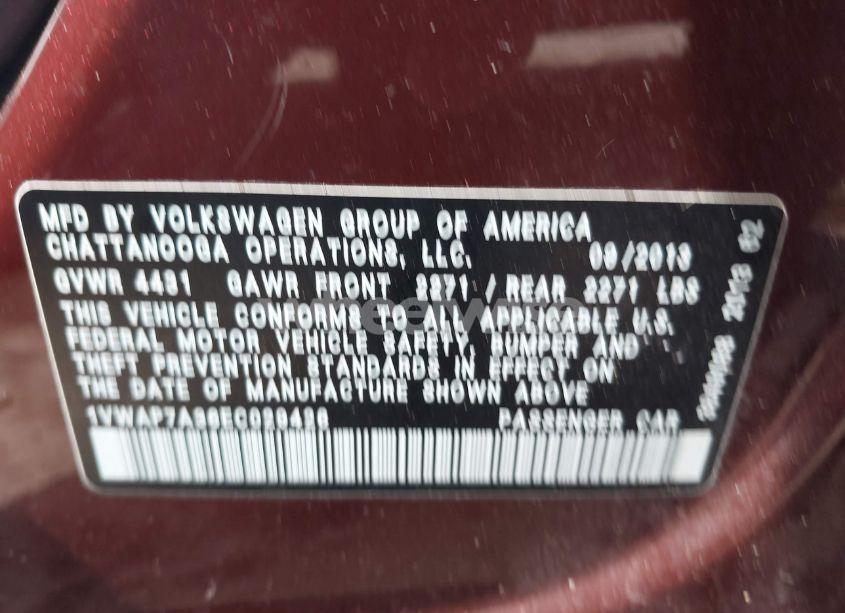 MFD BY VOLKSWAGEN GROUP OF AMERICA
CHATTANOOGA OPERATIONS, LLC. 09/2013
GVWR 4431 GAWR FRONT 2271 / REAR 2271 LBS
THIS VEHICLE CONFORMS TO ALL APPLICABLE U.S.
FEDERAL MOTOR VEHICLE SAFETY, BUMPER AND
THEFT PREVENTION STANDARDS IN EFFECT ON
THE DATE OF MANUFACTURE SHOWN ABOVE
PASSENGER CAR